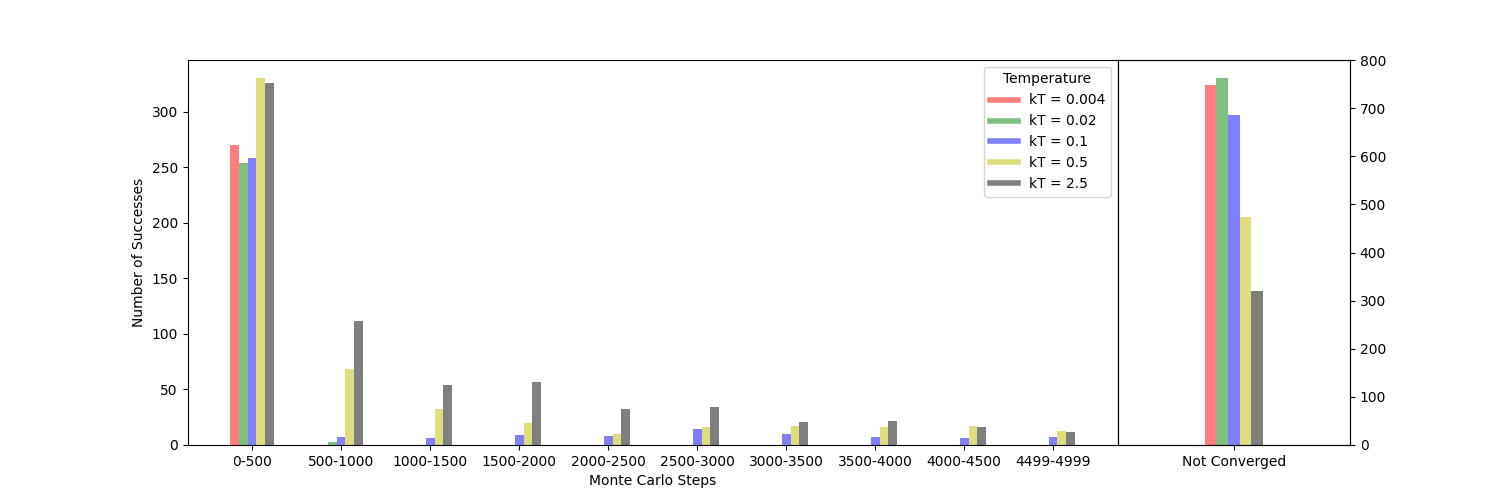 Number of Successes
300
250
200
150
100
50
0
0-500
500-1000
1000-1500
1500-2000
2000-2500
2500-3000
3000-3500
3500-4000
4000-4500
4499-4999
Monte Carlo Steps
Temperature
kT = 0.004
kT = 0.02
kT = 0.1
kT = 0.5
kT = 2.5
800
700
600
500
400
300
200
100
0
Not Converged